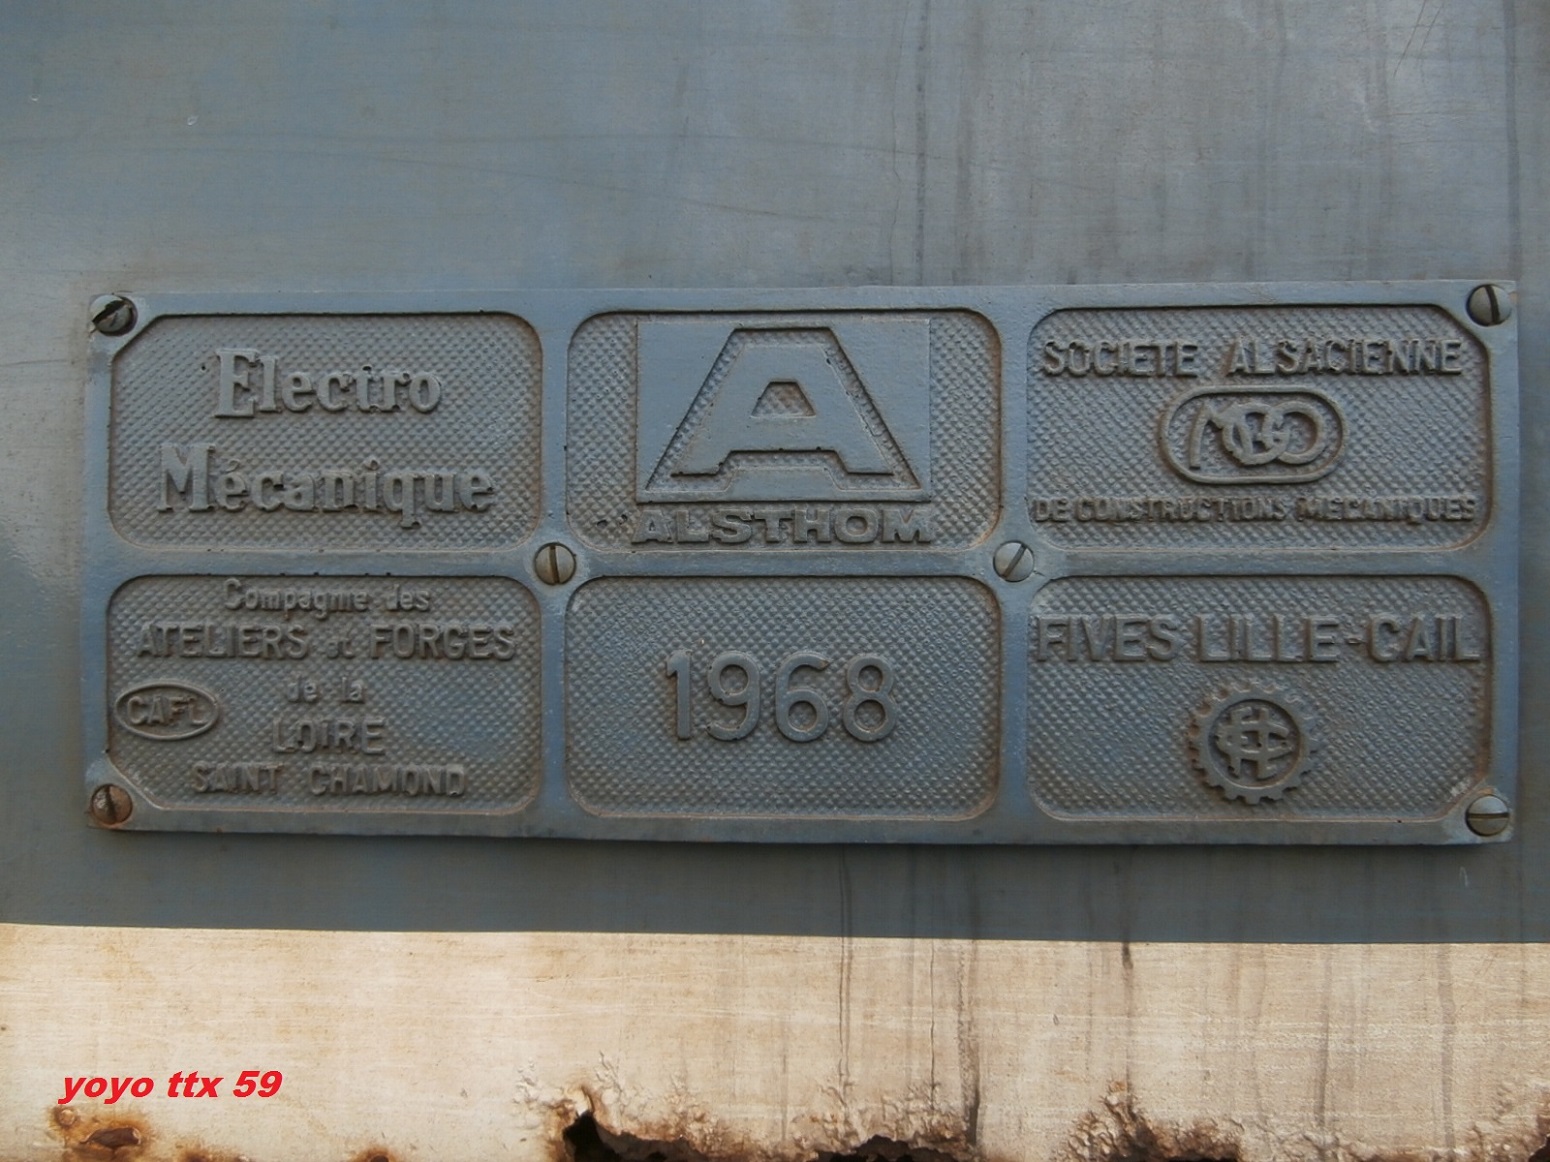 Electro
Mécanique
ALSTHOM
SOCIETE ALSACIENNE
MGO
DE CONSTRUCTIONS MECANIQUES
Compagnie des
ATELIERS et FORGES
de la
CAFL
LOIRE
SAINT CHAMOND
1968
FIVES LILLE-CAIL
yoyo ttx 59